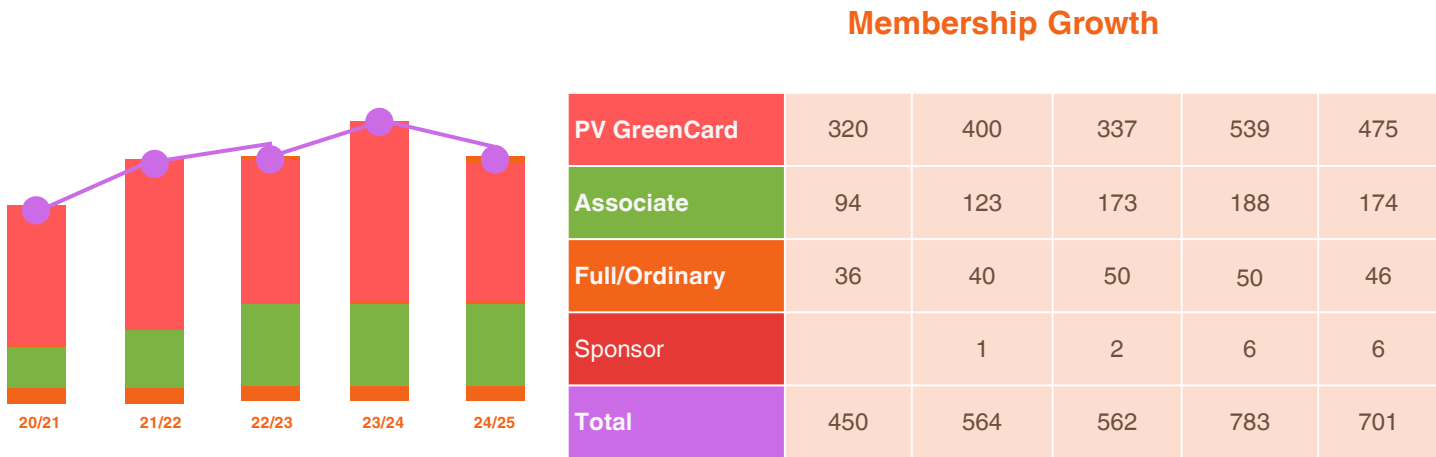 Membership Growth
PV GreenCard 320 400 337 539 475
Associate 94 123 173 188 174
Full/Ordinary 36 40 50 50 46
Sponsor 1 2 6 6
Total 450 564 562 783 701
20/21 21/22 22/23 23/24 24/25